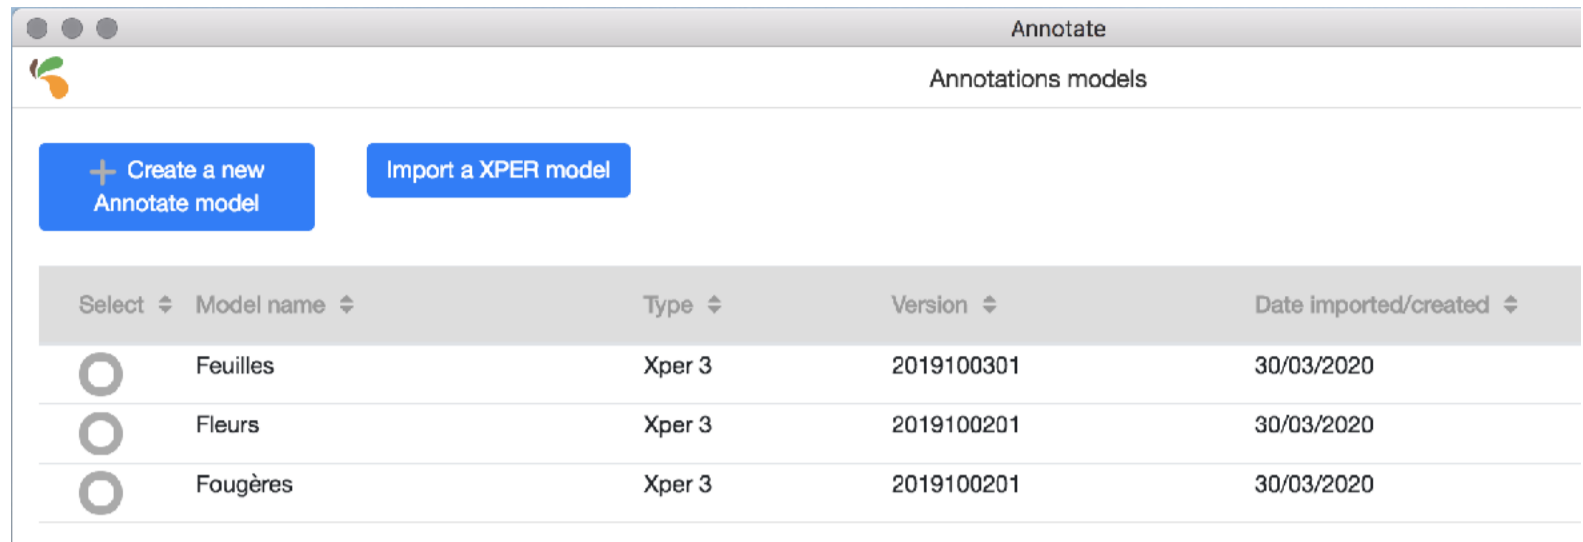 Annotate
Annotations models
Create a new
Annotate model
Import a XPER model
Select Model name Type Version Date imported/created
Feuilles Xper 3 2019100301 30/03/2020
Fleurs Xper 3 2019100201 30/03/2020
Fougères Xper 3 2019100201 30/03/2020